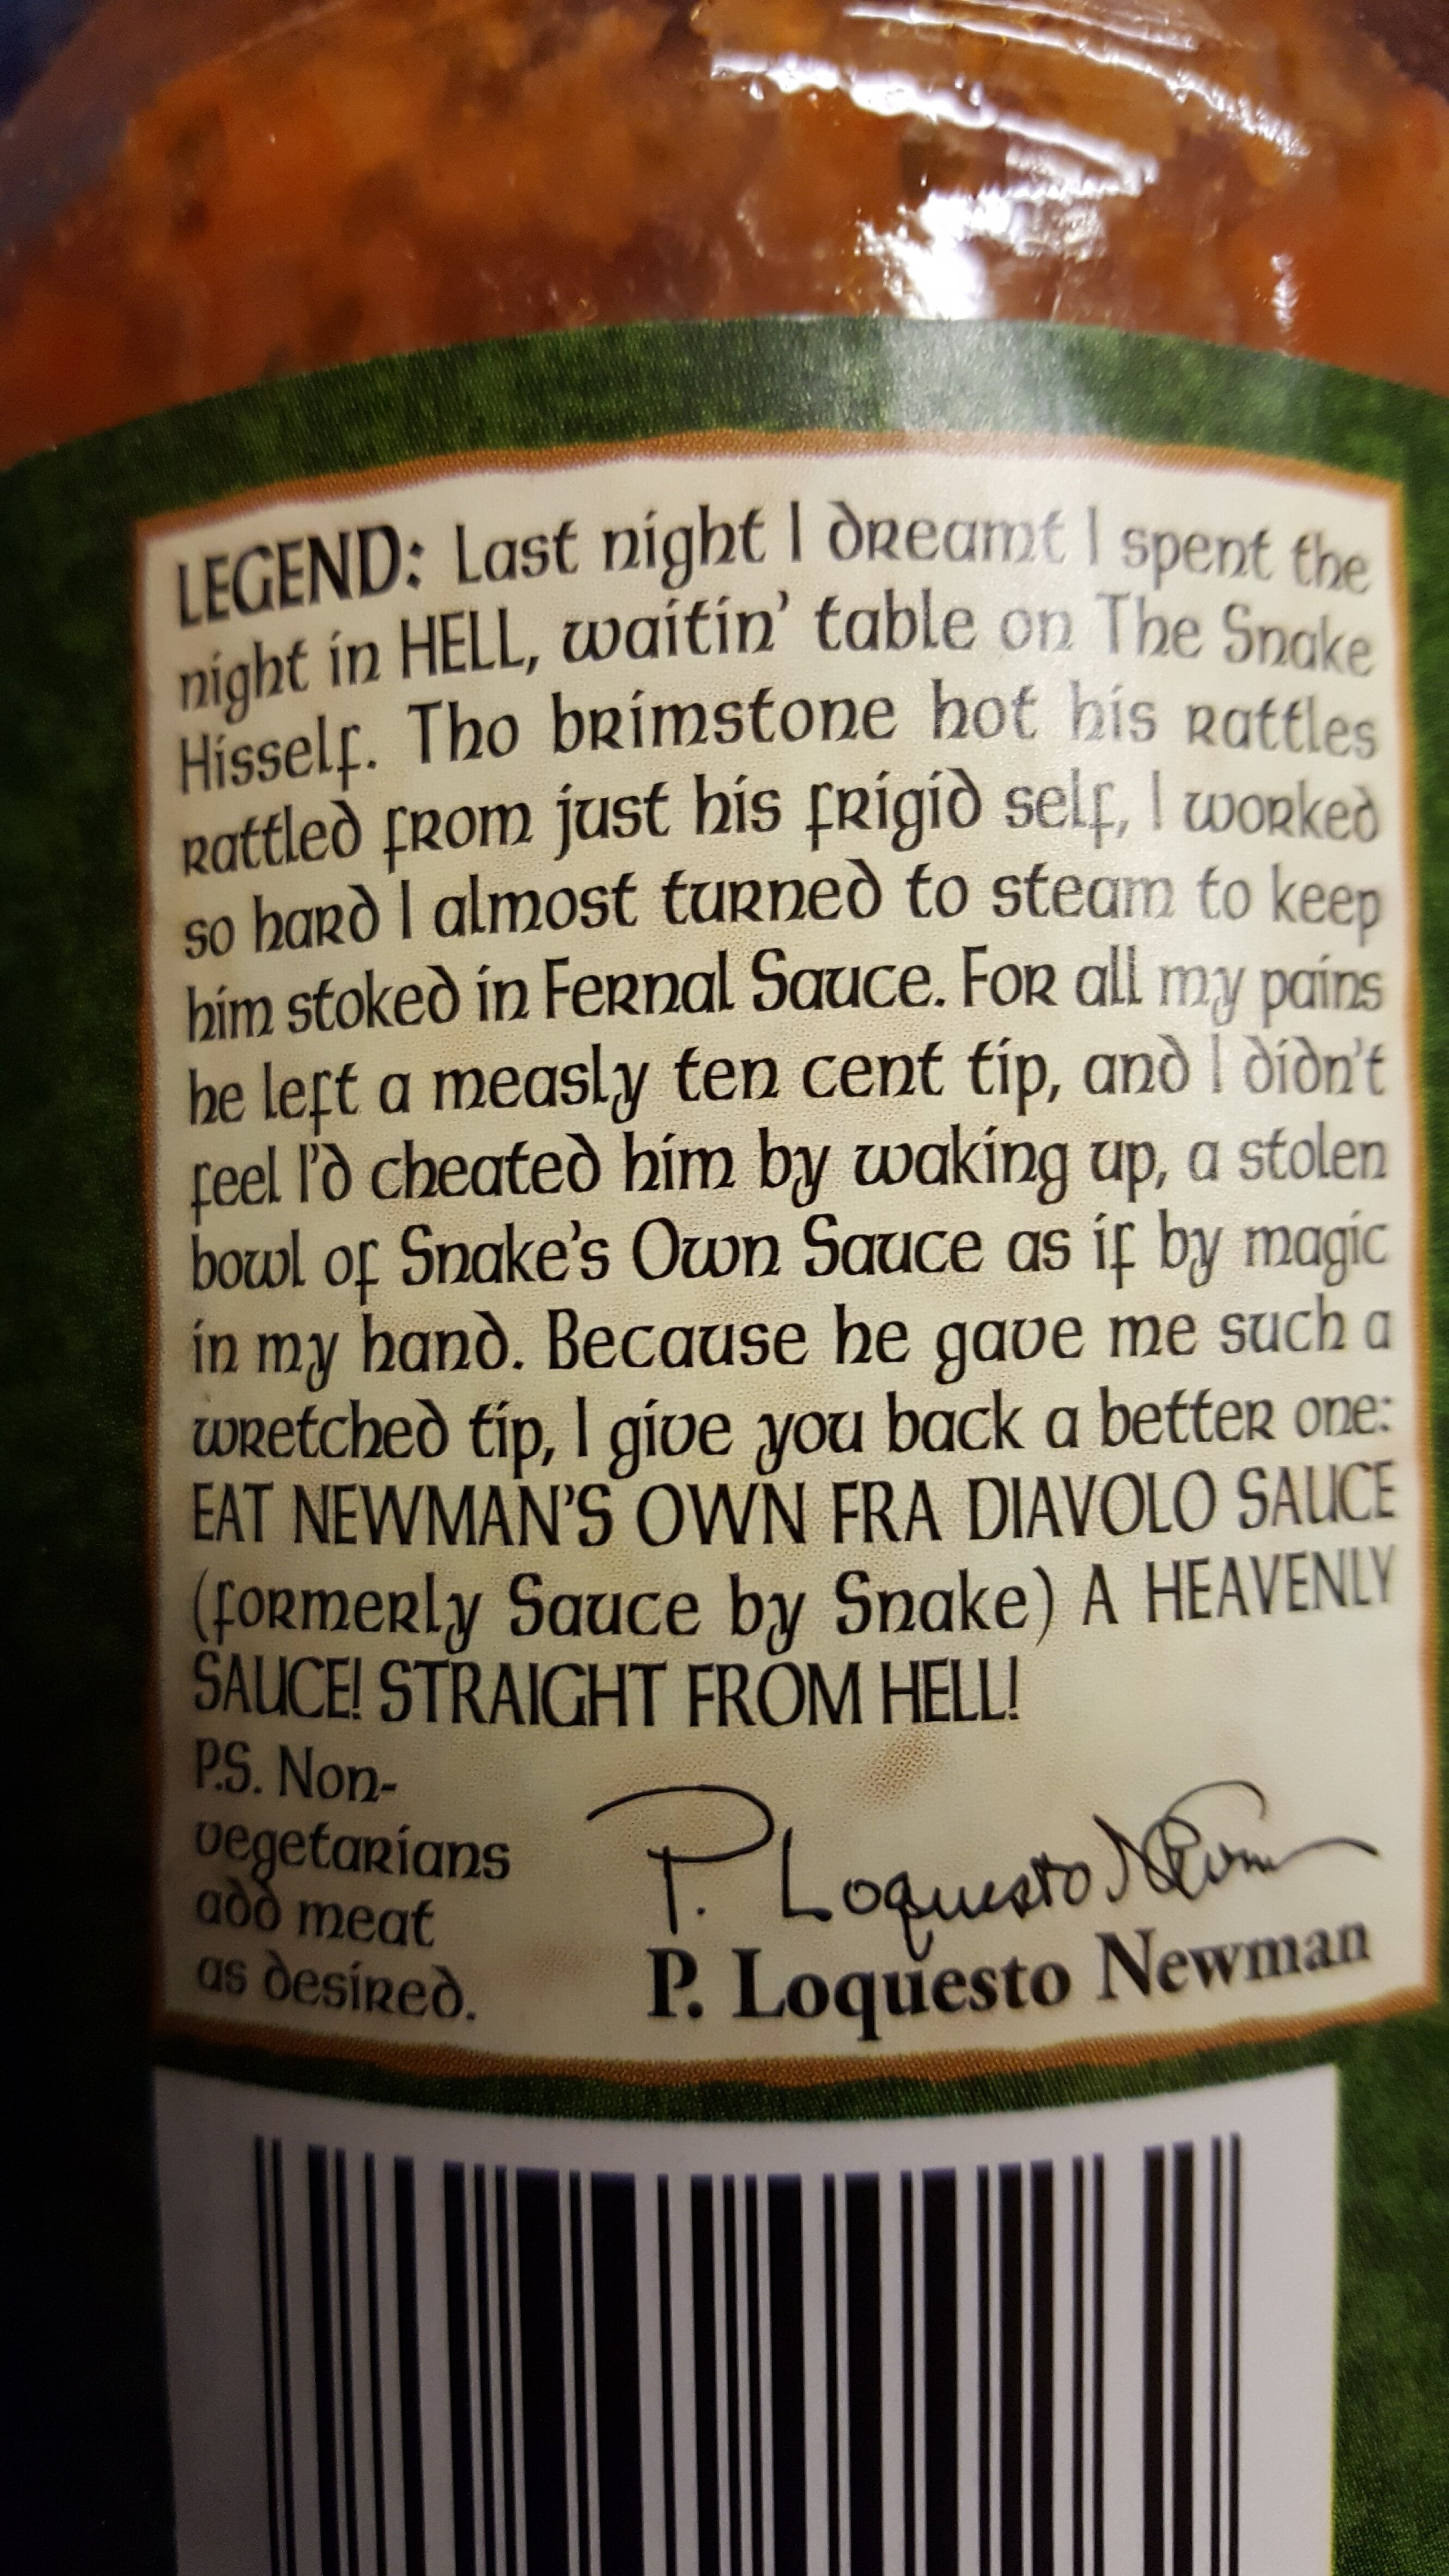 LEGEND: Last night I dreamt I spent the
night in HELL, waitin' table on The Snake
Hisself. Tho brimstone hot his rattles
rattled from just his frigid self, I worked
so hard I almost turned to steam to keep
him stoked in Fernal Sauce. For all my pains
he left a measly ten cent tip, and I didn't
feel I'd cheated him by waking up, a stolen
bowl of Snake's Own Sauce as if by magic
in my hand. Because he gave me such a
wretched tip, I give you back a better one:
EAT NEWMAN'S OWN FRA DIAVOLO SAUCE
(formerly Sauce by Snake) A HEAVENLY
SAUCE! STRAIGHT FROM HELL!
P.S. Non-
vegetarians
add meat
as desired.
P. Loquesto Newman
P. Loquesto Newman